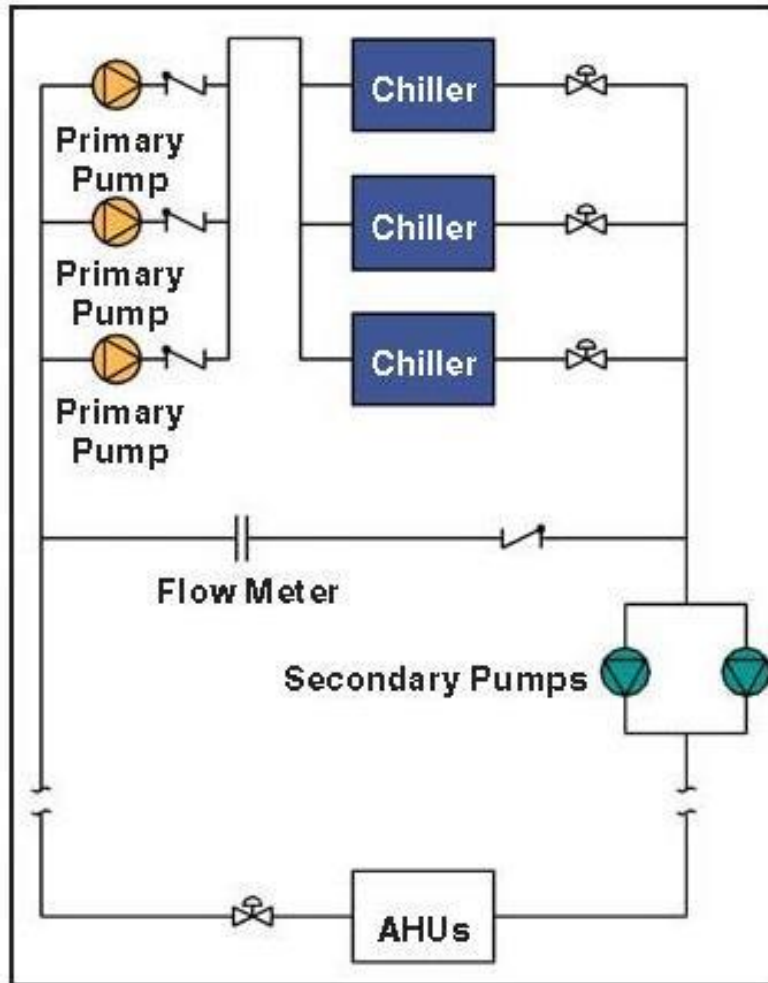 Chiller
Primary
Pump
Chiller
Primary
Pump
Chiller
Primary
Pump
Flow Meter
Secondary Pumps
AHUs